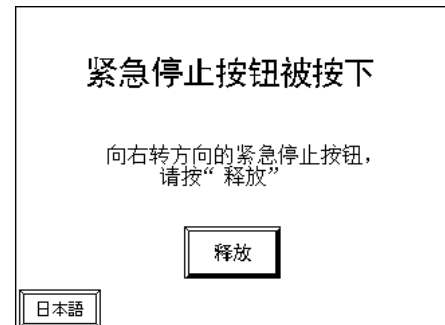 紧急停止按钮被按下
向右转方向的紧急停止按钮，
请按“ 释放”
释放
日本語